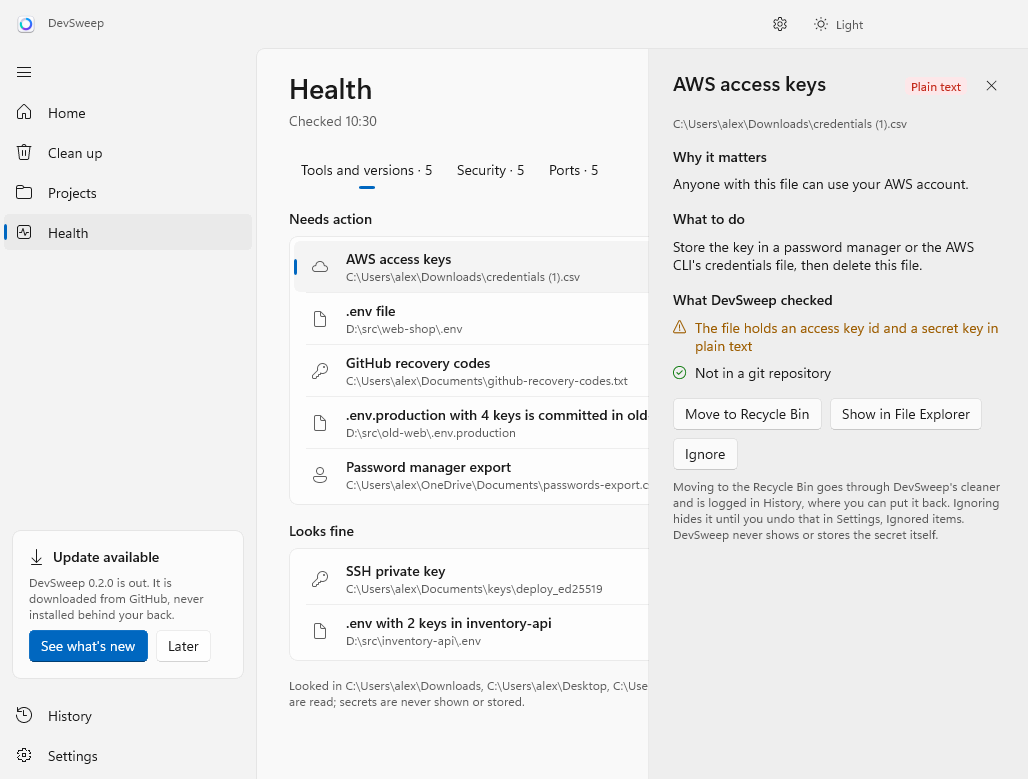 DevSweep
Light
Home
Clean up
Projects
Health
Update available
DevSweep 0.2.0 is out. It is
downloaded from GitHub, never
installed behind your back.
See what's new
Later
History
Settings
Health
Checked 10:30
Tools and versions · 5
Security · 5
Ports · 5
Needs action
AWS access keys
C:\Users\alex\Downloads\credentials (1).csv
.env file
D:\src\web-shop\.env
GitHub recovery codes
C:\Users\alex\Documents\github-recovery-codes.txt
.env.production with 4 keys is committed in old-
D:\src\old-web\.env.production
Password manager export
C:\Users\alex\OneDrive\Documents\passwords-export.c
Looks fine
SSH private key
C:\Users\alex\Documents\keys\deploy_ed25519
.env with 2 keys in inventory-api
D:\src\inventory-api\.env
Looked in C:\Users\alex\Downloads, C:\Users\alex\Desktop, C:\Use
are read; secrets are never shown or stored.
AWS access keys
Plain text
C:\Users\alex\Downloads\credentials (1).csv
Why it matters
Anyone with this file can use your AWS account.
What to do
Store the key in a password manager or the AWS
CLI's credentials file, then delete this file.
What DevSweep checked
The file holds an access key id and a secret key in
plain text
Not in a git repository
Move to Recycle Bin
Show in File Explorer
Ignore
Moving to the Recycle Bin goes through DevSweep's cleaner
and is logged in History, where you can put it back. Ignoring
hides it until you undo that in Settings, Ignored items.
DevSweep never shows or stores the secret itself.